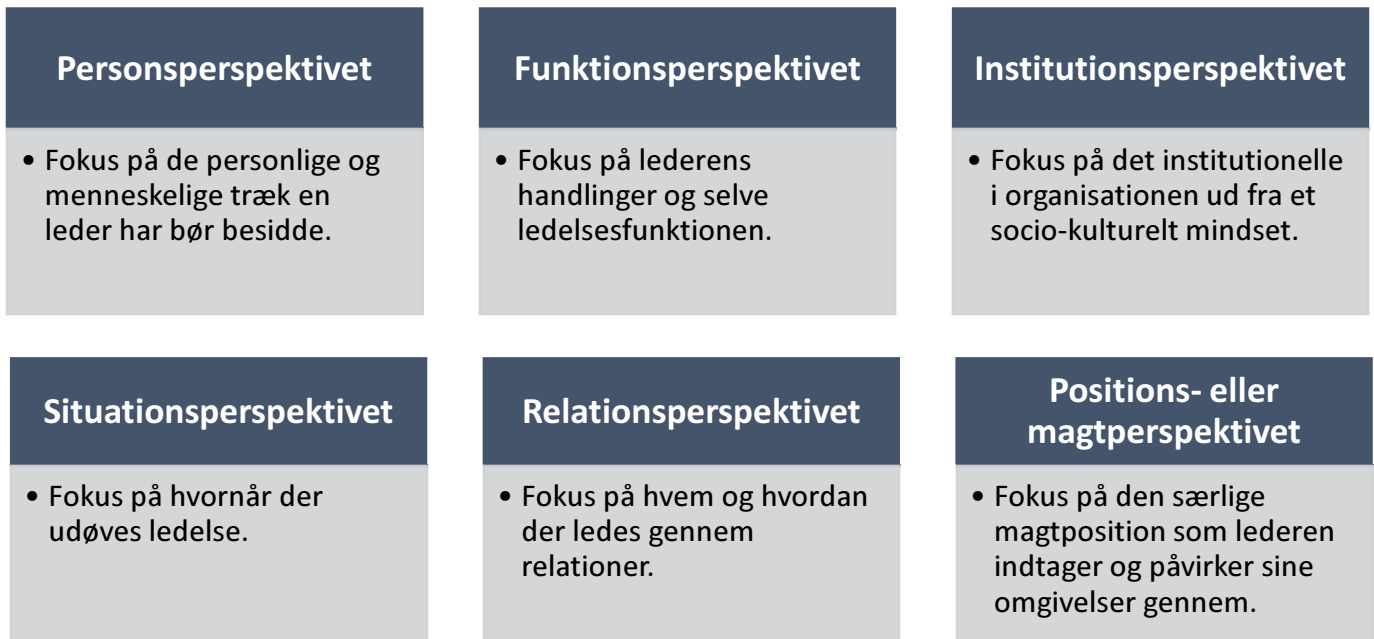 Personsperspektivet
• Fokus på de personlige og
menneskelige træk en
leder har bør besidde.
Funktionsperspektivet
• Fokus på lederens
handlinger og selve
ledelsesfunktionen.
Institutionsperspektivet
• Fokus på det institutionelle
i organisationen ud fra et
socio-kulturelt mindset.
Situationsperspektivet
• Fokus på hvornår der
udøves ledelse.
Relationsperspektivet
• Fokus på hvem og hvordan
der ledes gennem
relationer.
Positions- eller
magtperspektivet
• Fokus på den særlige
magtposition som lederen
indtager og påvirker sine
omgivelser gennem.